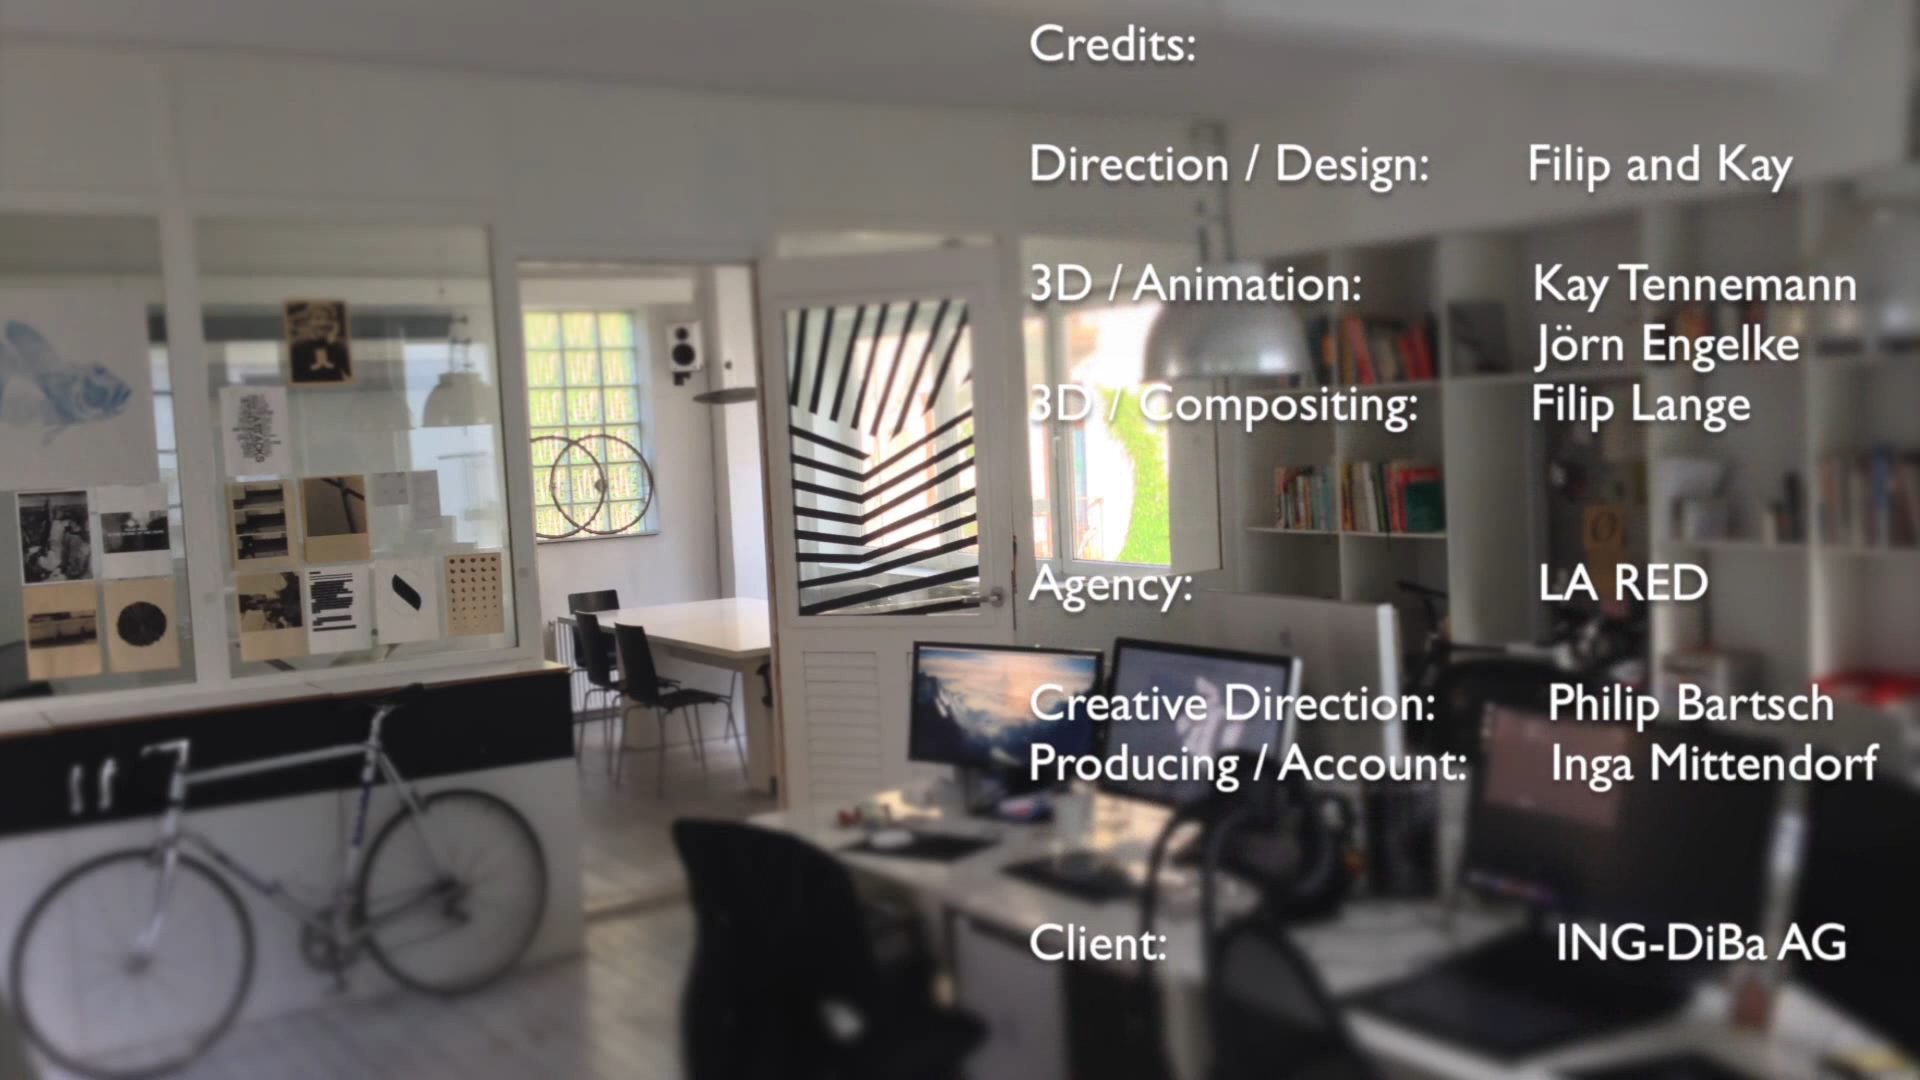 Credits:
Direction / Design: Filip and Kay
3D / Animation: Kay Tennemann
Jörn Engelke
3D / Compositing: Filip Lange
Agency: LA RED
Creative Direction: Philip Bartsch
Producing / Account: Inga Mittendorf
Client: ING-DiBa AG